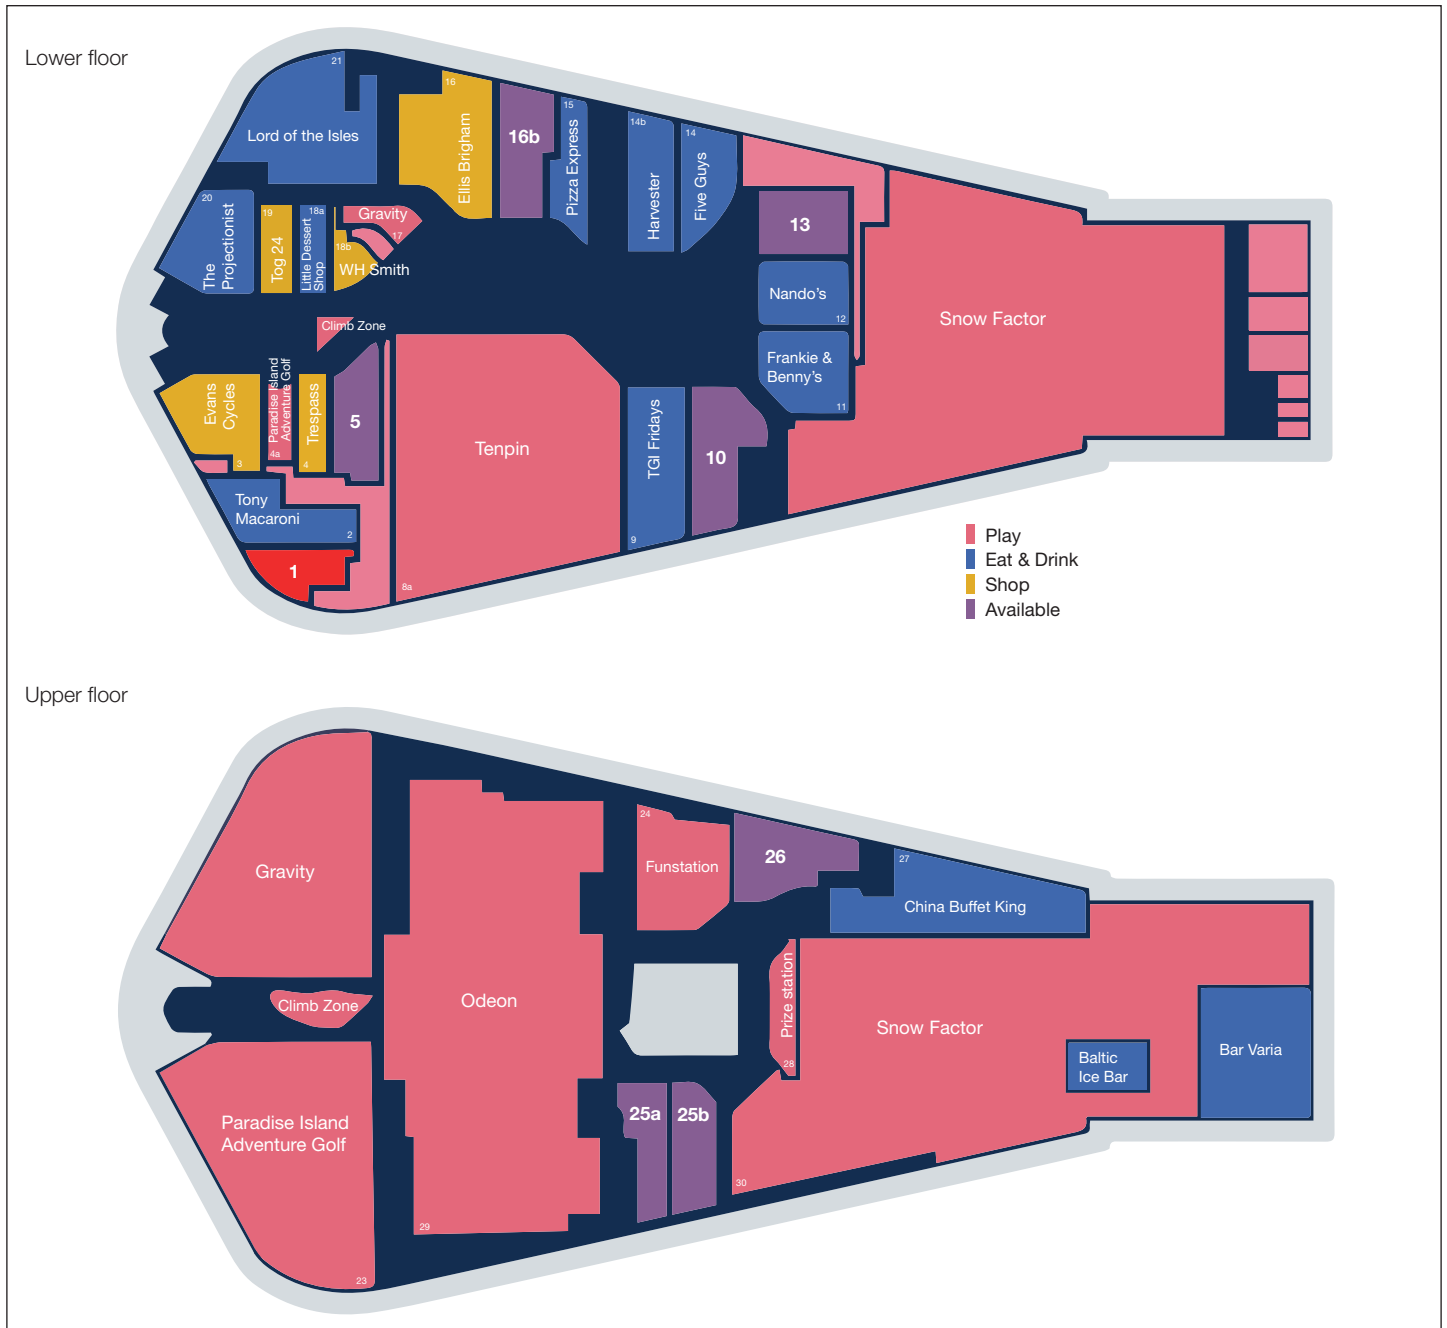 Lower floor
21
Lord of the Isles
16
Ellis Brigham
16b
15
Pizza Express
14b
Harvester
14
Five Guys
20
The
Projectionist
19
Tog 24
18a
Little Dessert
Shop
Gravity
17
18b
WH Smith
13
Nando's
12
Frankie &
Benny's
11
Snow Factor
Climb Zone
Evans
Cycles
3
Paradise Island
Adventure Golf
4a
Trespass
4
5
Tenpin
8a
TGI Fridays
9
10
Tony
Macaroni
2
1
Play
Eat & Drink
Shop
Available
Upper floor
Gravity
Climb Zone
Paradise Island
Adventure Golf
23
Odeon
29
24
Funstation
26
27
China Buffet King
Prize station
28
Snow Factor
30
Baltic
Ice Bar
Bar Varia
25a
25b